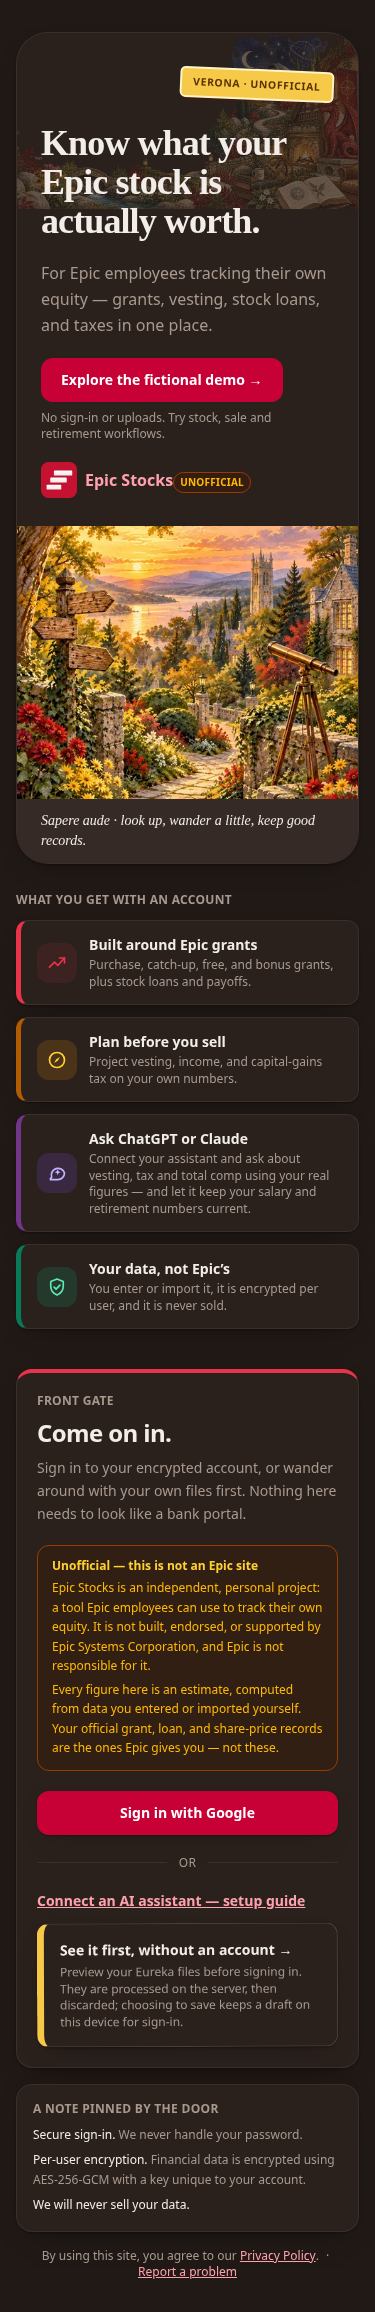 VERONA · UNOFFICIAL
Know what your
Epic stock is
actually worth.
For Epic employees tracking their own
equity — grants, vesting, stock loans,
and taxes in one place.
Explore the fictional demo →
No sign-in or uploads. Try stock, sale and
retirement workflows.
Epic Stocks UNOFFICIAL
Sapere aude · look up, wander a little, keep good
records.
WHAT YOU GET WITH AN ACCOUNT
Built around Epic grants
Purchase, catch-up, free, and bonus grants,
plus stock loans and payoffs.
Plan before you sell
Project vesting, income, and capital-gains
tax on your own numbers.
Ask ChatGPT or Claude
Connect your assistant and ask about
vesting, tax and total comp using your real
figures — and let it keep your salary and
retirement numbers current.
Your data, not Epic’s
You enter or import it, it is encrypted per
user, and it is never sold.
FRONT GATE
Come on in.
Sign in to your encrypted account, or wander
around with your own files first. Nothing here
needs to look like a bank portal.
Unofficial — this is not an Epic site
Epic Stocks is an independent, personal project:
a tool Epic employees can use to track their own
equity. It is not built, endorsed, or supported by
Epic Systems Corporation, and Epic is not
responsible for it.
Every figure here is an estimate, computed
from data you entered or imported yourself.
Your official grant, loan, and share-price records
are the ones Epic gives you — not these.
Sign in with Google
OR
Connect an AI assistant — setup guide
See it first, without an account →
Preview your Eureka files before signing in.
They are processed on the server, then
discarded; choosing to save keeps a draft on
this device for sign-in.
A NOTE PINNED BY THE DOOR
Secure sign-in. We never handle your password.
Per-user encryption. Financial data is encrypted using
AES-256-GCM with a key unique to your account.
We will never sell your data.
By using this site, you agree to our Privacy Policy. ·
Report a problem